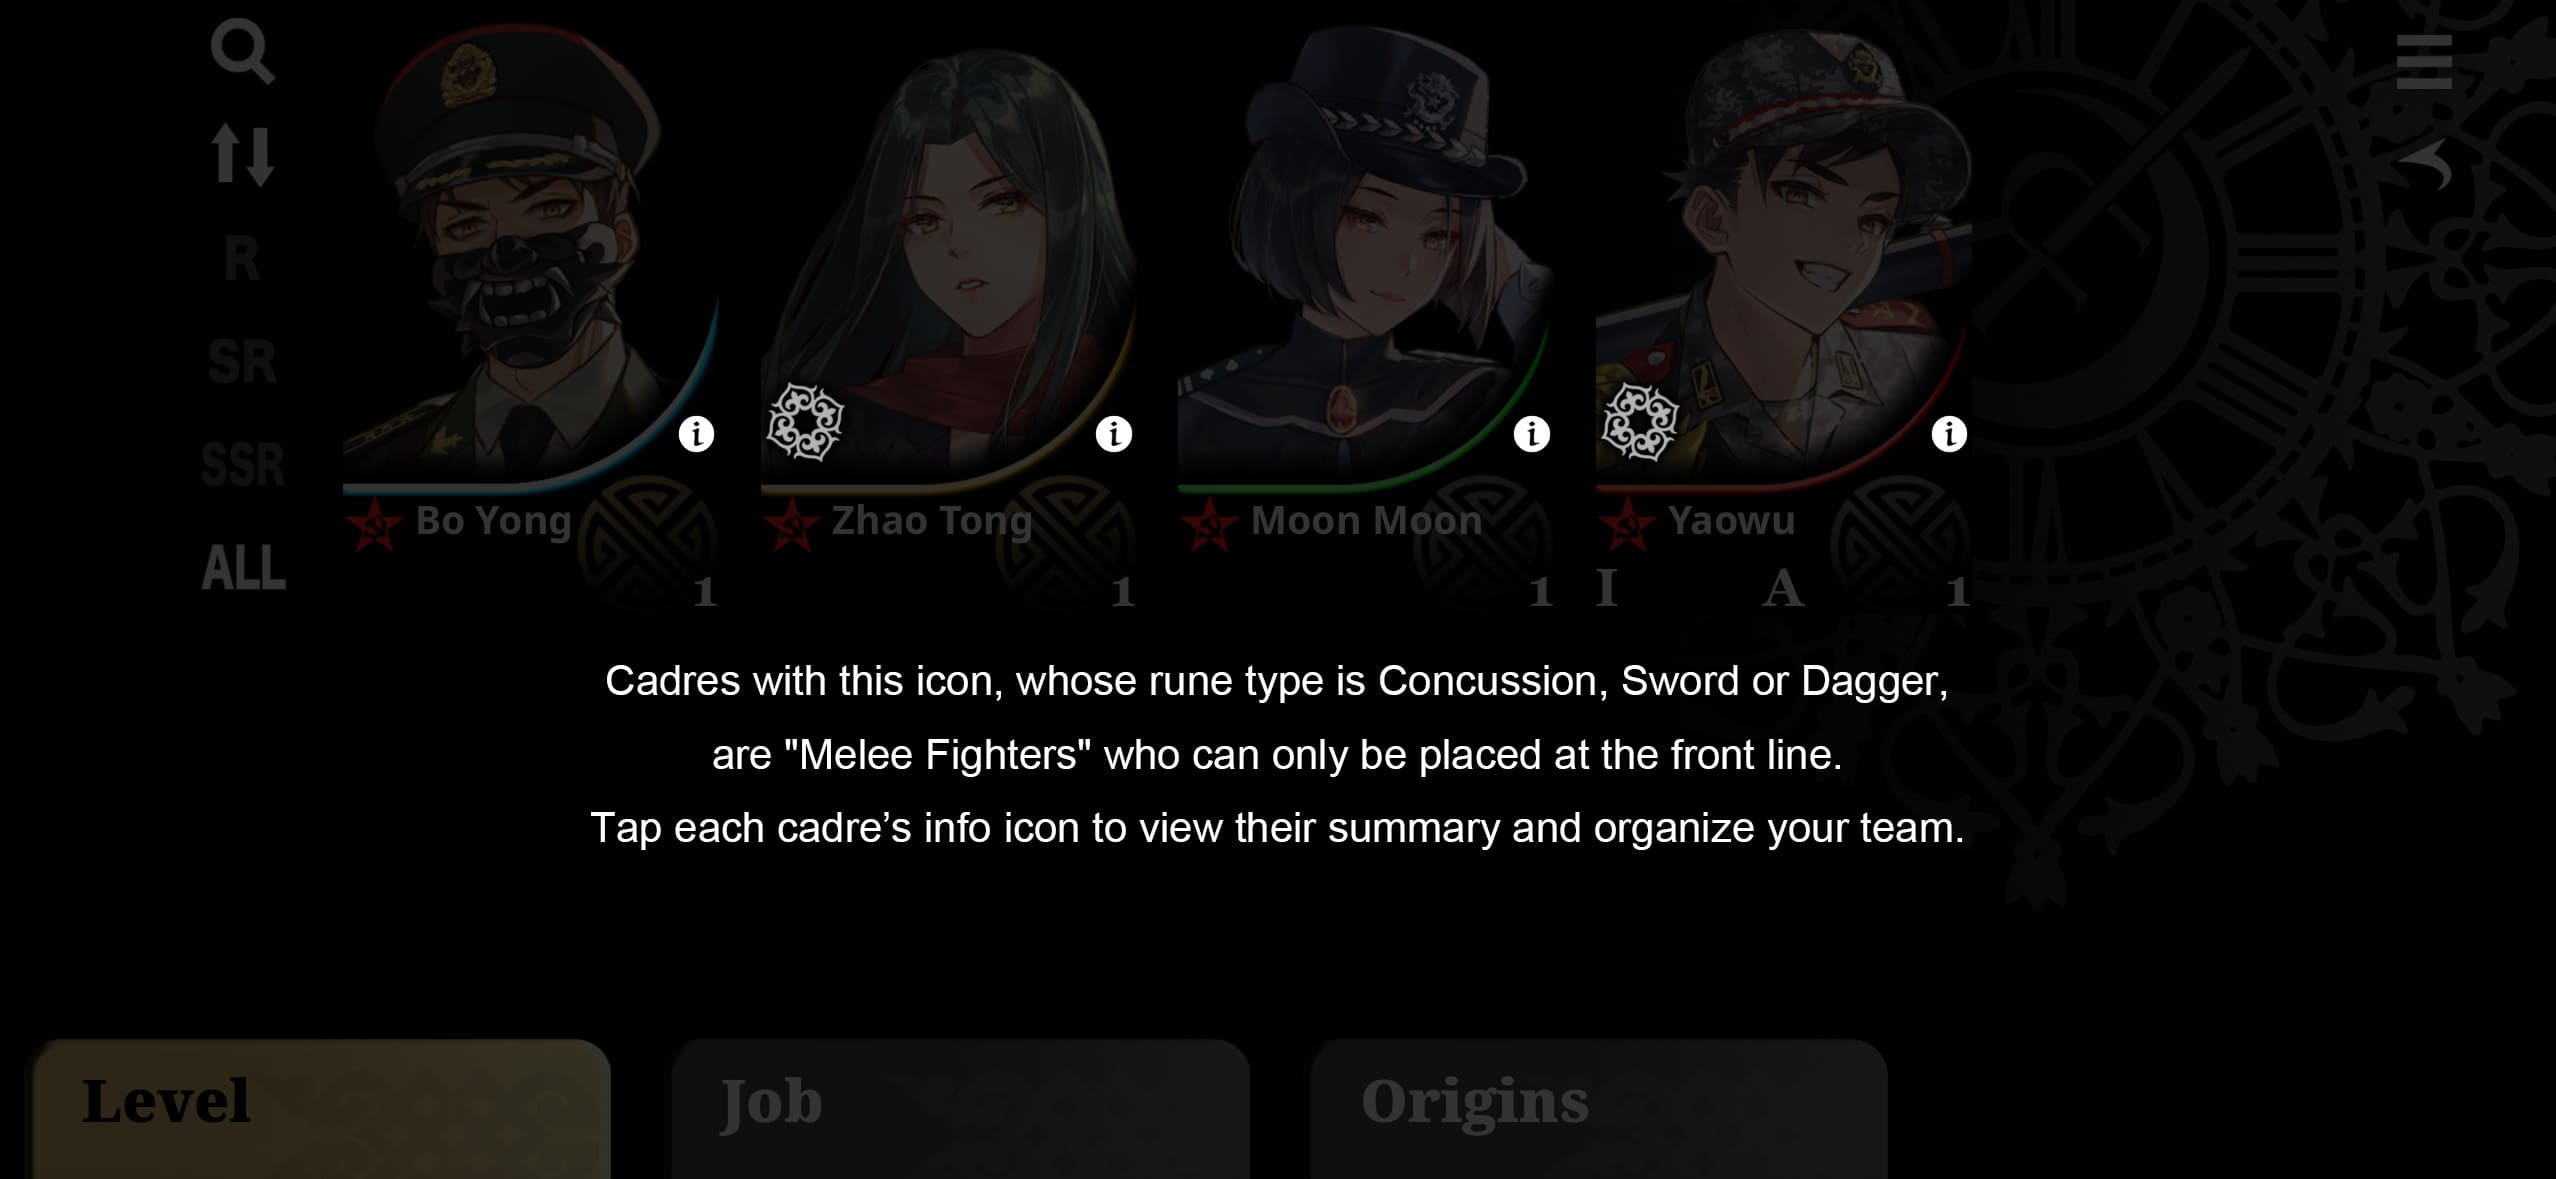 R
SR
SSR
ALL
Bo Yong
1
Zhao Tong
1
Moon Moon
1
Yaowu
I A 1
Cadres with this icon, whose rune type is Concussion, Sword or Dagger,
are "Melee Fighters" who can only be placed at the front line.
Tap each cadre’s info icon to view their summary and organize your team.
Level
Job
Origins